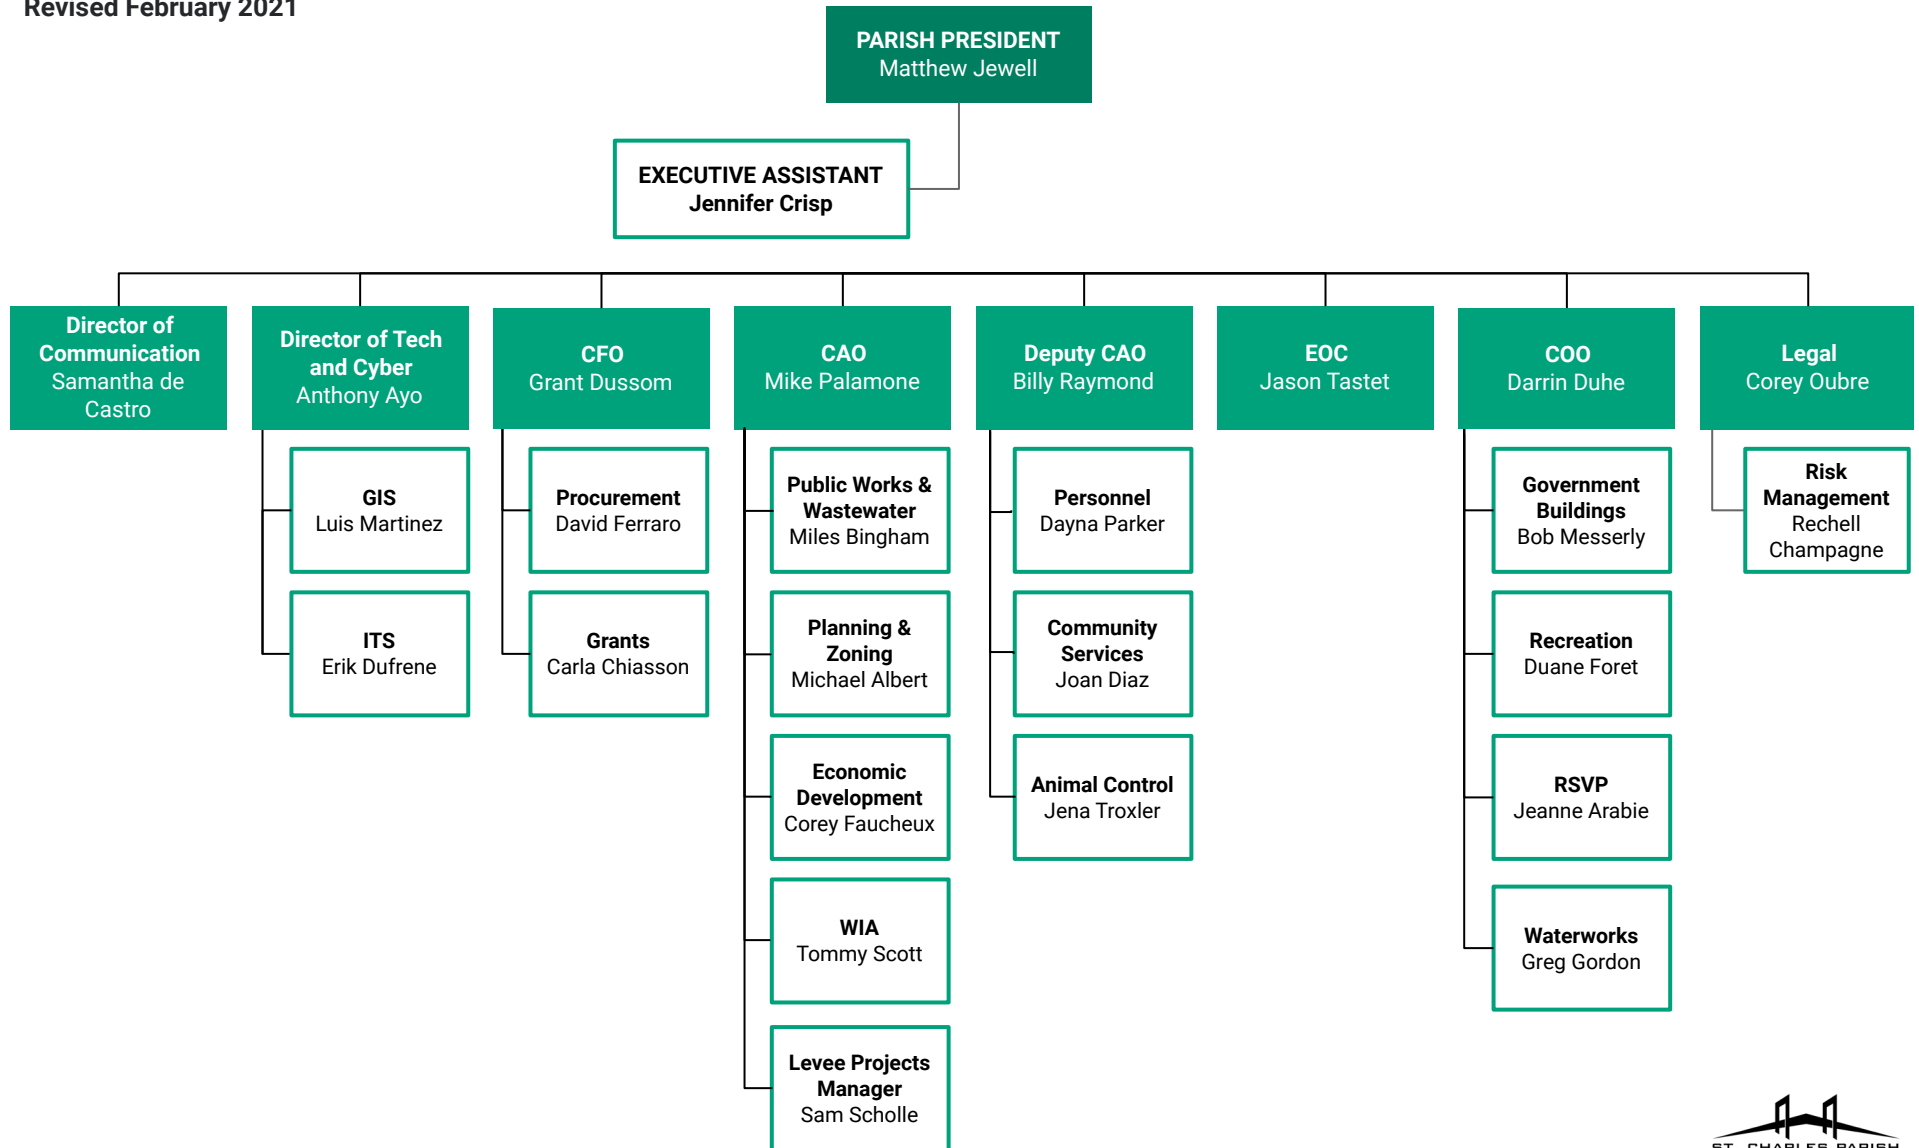 Revised February 2021
PARISH PRESIDENT
Matthew Jewell
EXECUTIVE ASSISTANT
Jennifer Crisp
Director of
Communication
Samantha de
Castro
Director of Tech
and Cyber
Anthony Ayo
CFO
Grant Dussom
CAO
Mike Palamone
Deputy CAO
Billy Raymond
EOC
Jason Tastet
COO
Darrin Duhe
Legal
Corey Oubre
GIS
Luis Martinez
ITS
Erik Dufrene
Procurement
David Ferraro
Grants
Carla Chiasson
Public Works &
Wastewater
Miles Bingham
Planning &
Zoning
Michael Albert
Economic
Development
Corey Faucheux
WIA
Tommy Scott
Levee Projects
Manager
Sam Scholle
Personnel
Dayna Parker
Community
Services
Joan Diaz
Animal Control
Jena Troxler
Government
Buildings
Bob Messerly
Recreation
Duane Foret
RSVP
Jeanne Arabie
Waterworks
Greg Gordon
Risk
Management
Rechell
Champagne
ST. CHARLES PARISH